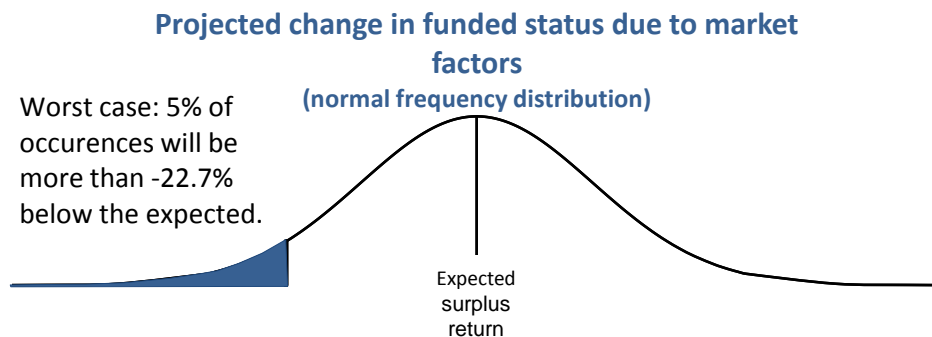 Projected change in funded status due to market
factors
(normal frequency distribution)
Worst case: 5% of
occurences will be
more than -22.7%
below the expected.
Expected
surplus
return